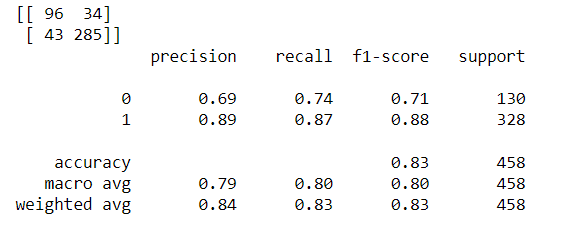 [[ 96 34]
[ 43 285]]
precision recall f1-score support
0 0.69 0.74 0.71 130
1 0.89 0.87 0.88 328
accuracy 0.83 458
macro avg 0.79 0.80 0.80 458
weighted avg 0.84 0.83 0.83 458